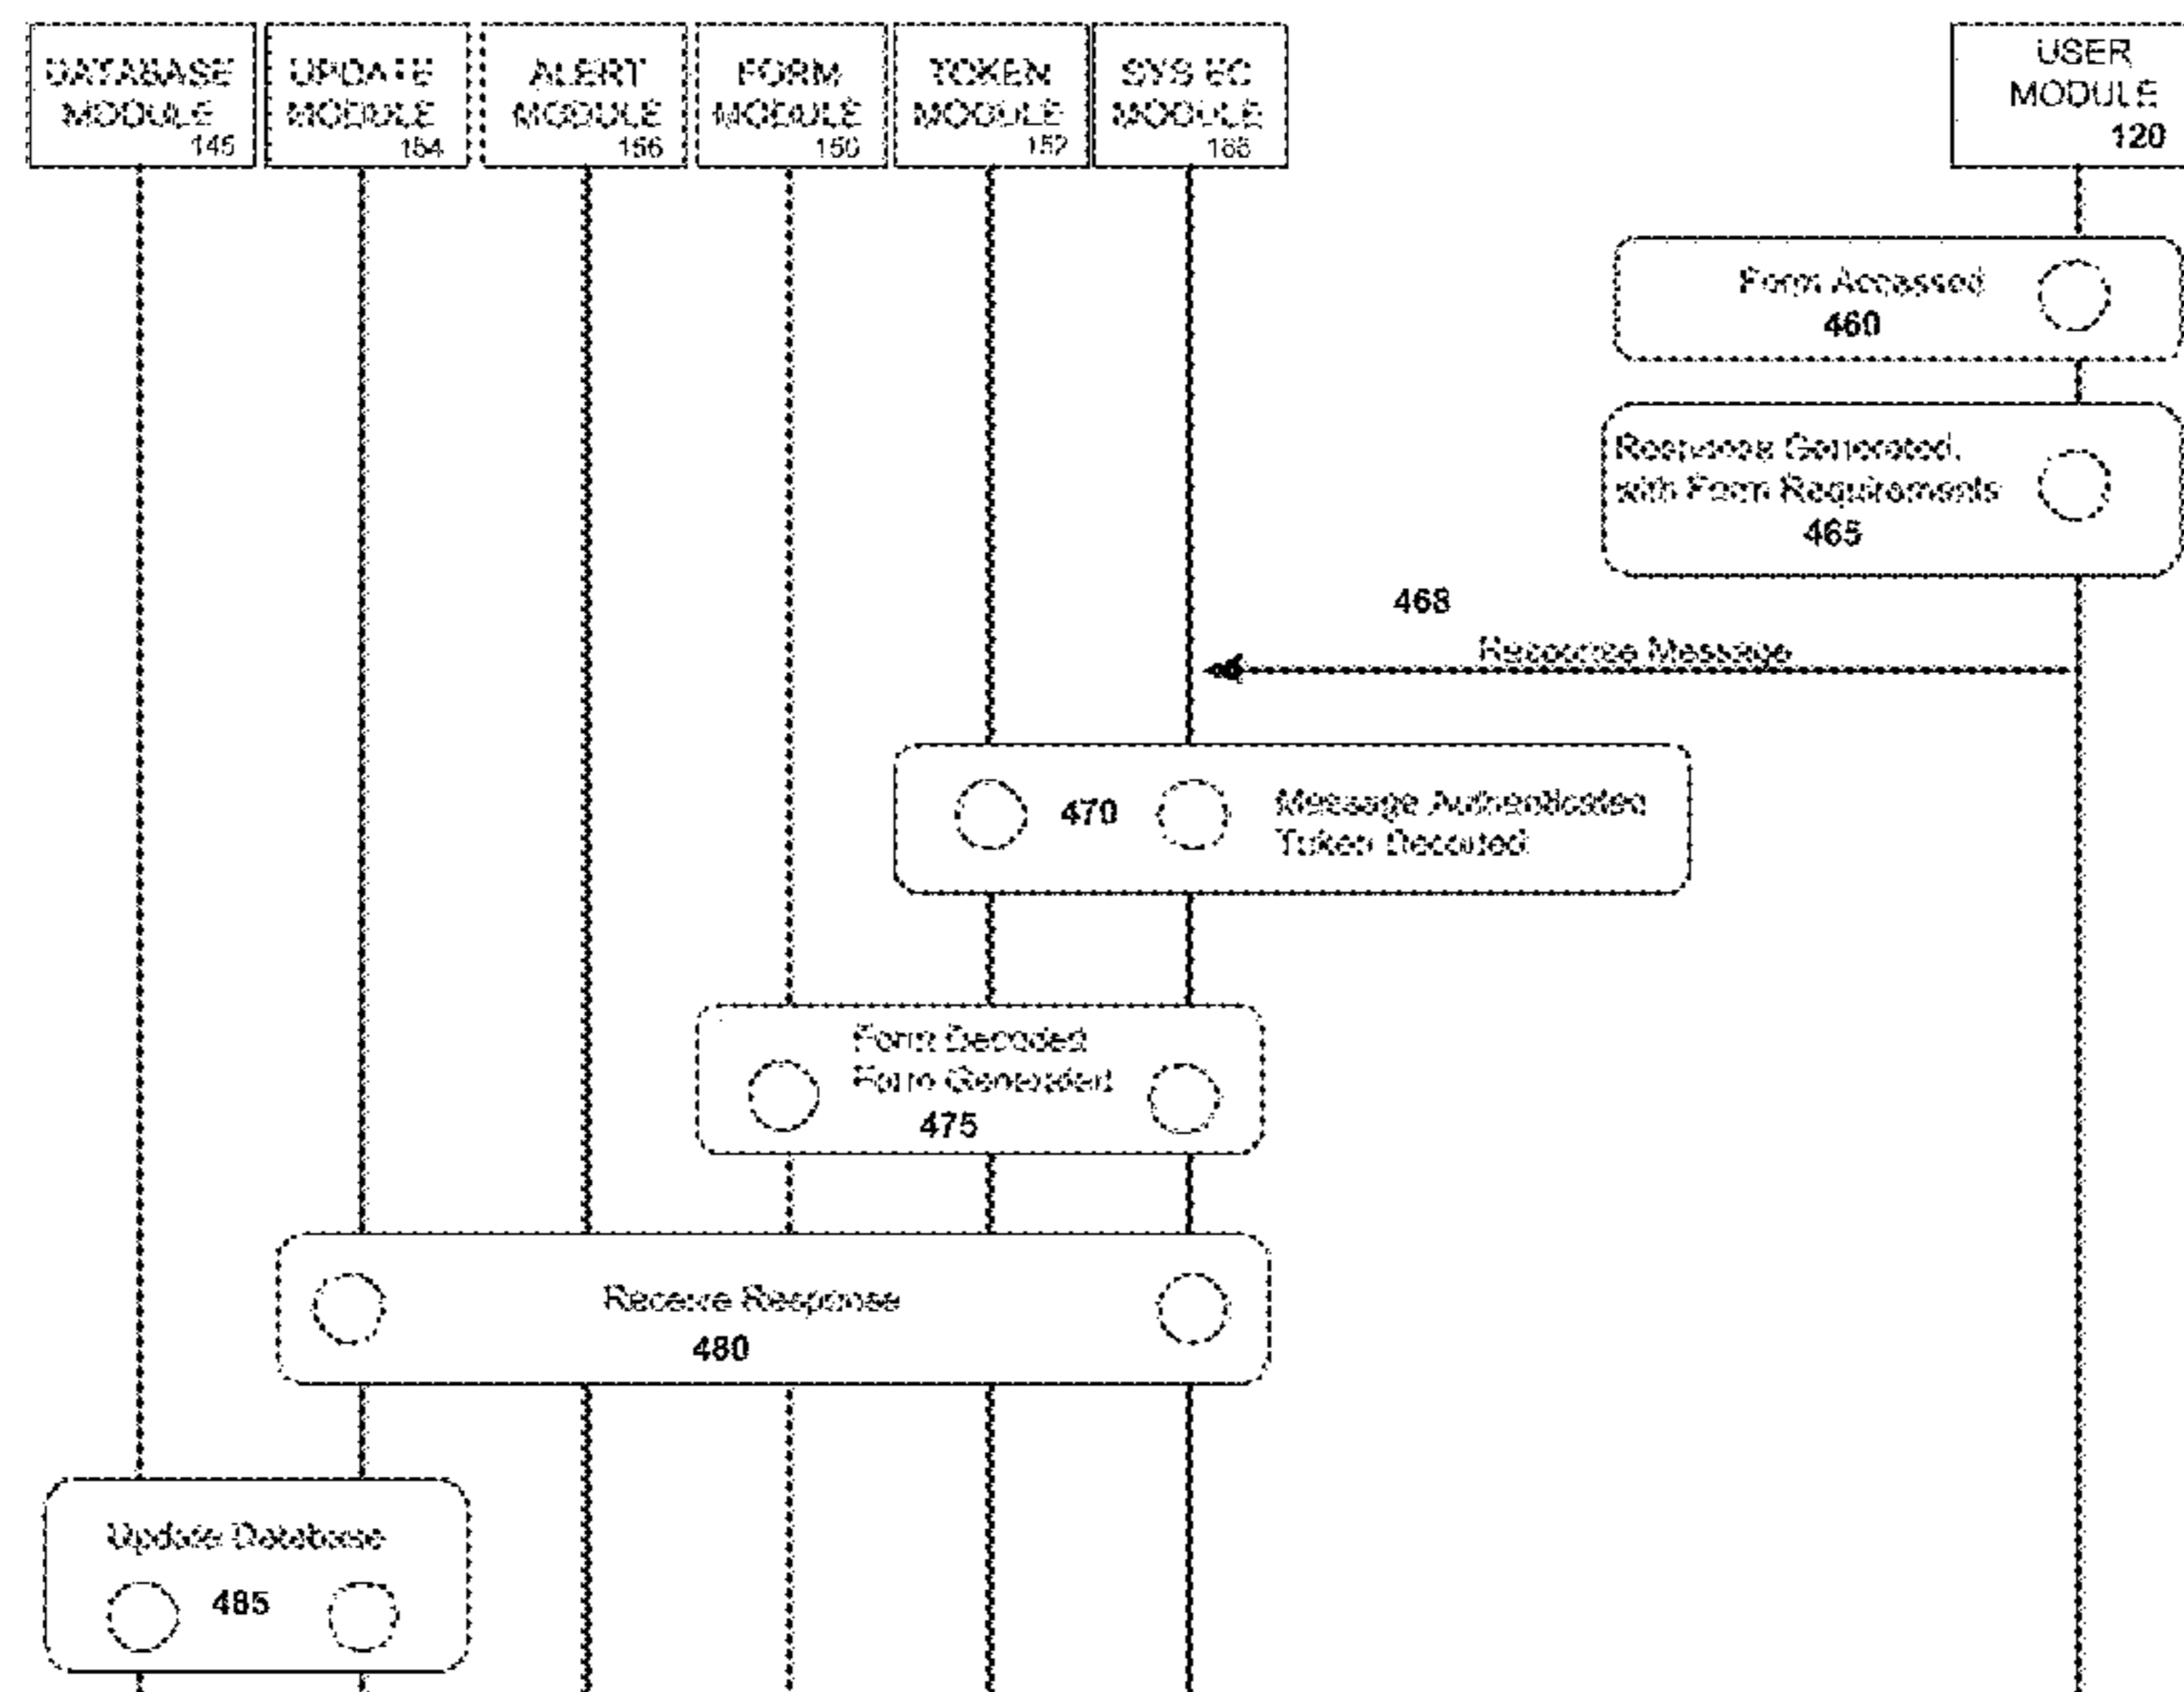 DATABASE
MODULE
145
UPDATE
MODULE
154
ALERT
MODULE
156
FORM
MODULE
150
TOKEN
MODULE
152
SYS EC
MODULE
USER
MODULE
120
Form Accessed
460
Response Generated,
with Form Requirements
465
468
Response Message
Message Authenticated
Token Decoded
470
Form Decoded
Form Generated
475
Receive Response
480
Update Database
485